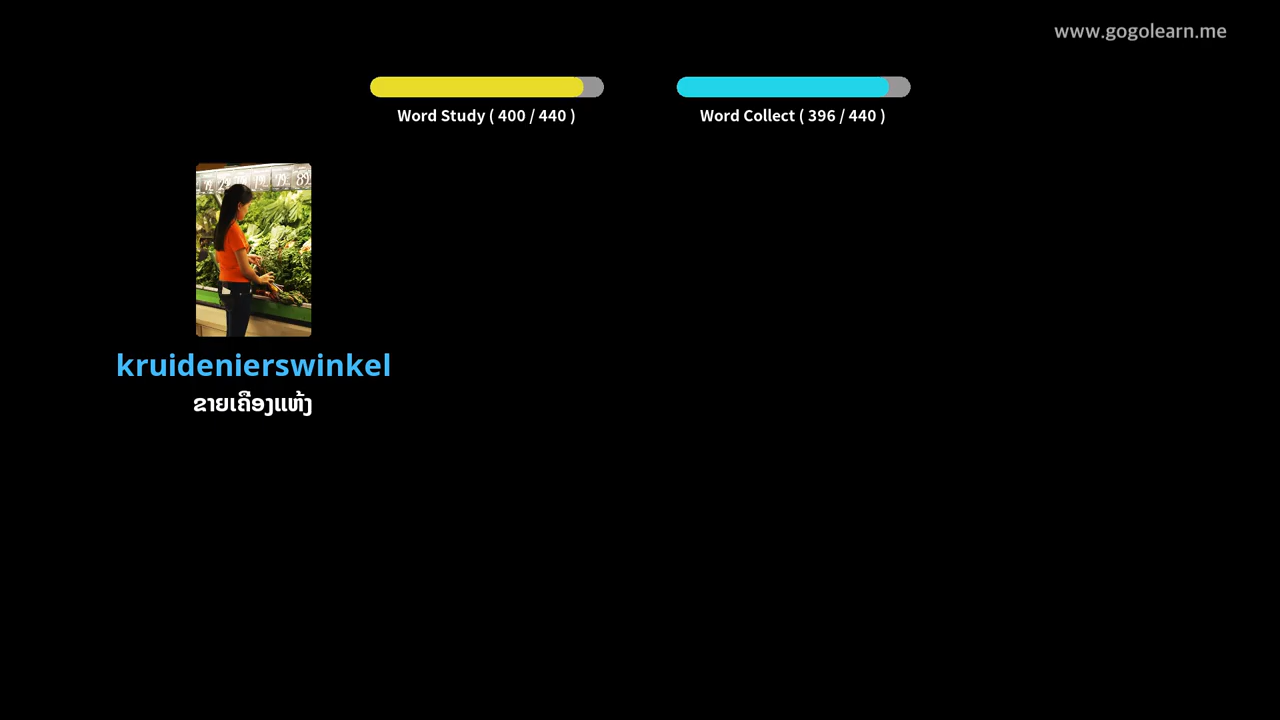 www.gogolearn.me
Word Study ( 400 / 440 )
Word Collect ( 396 / 440 )
kruidenierswinkel
ຂາຍເຄືອງແຫ້ງ